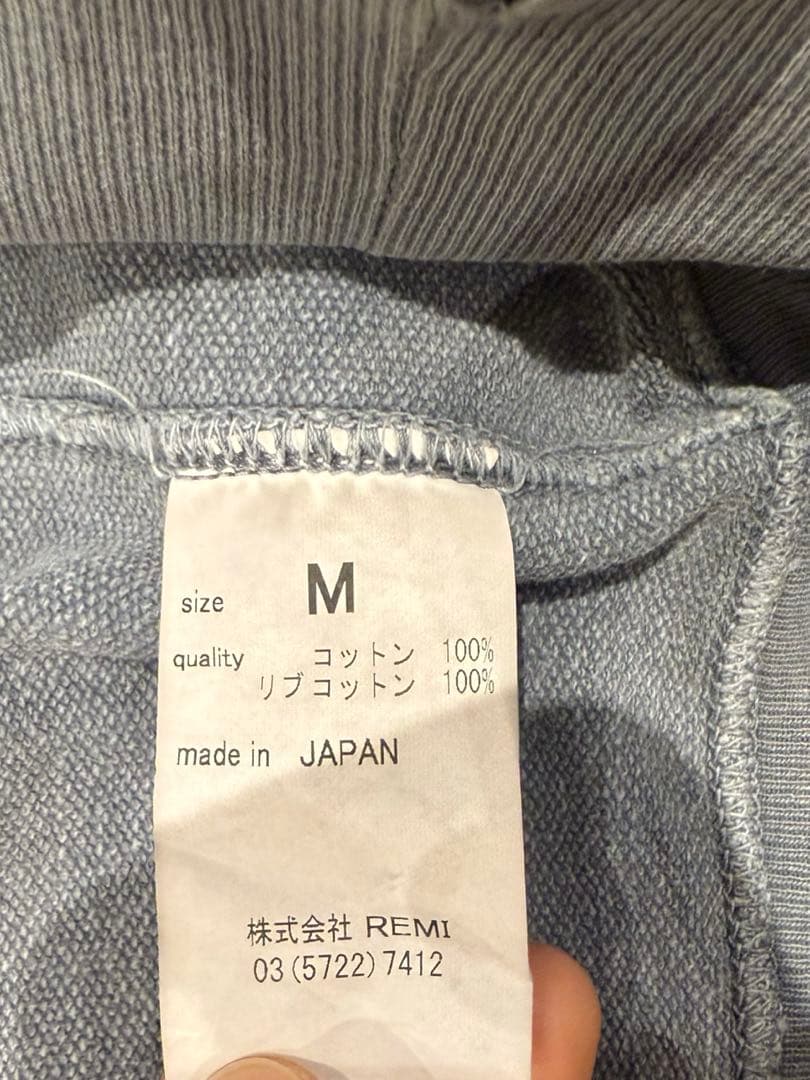 size M
quality コットン 100%
リブコットン 100%
made in JAPAN
株式会社 REMI
03(5722)7412